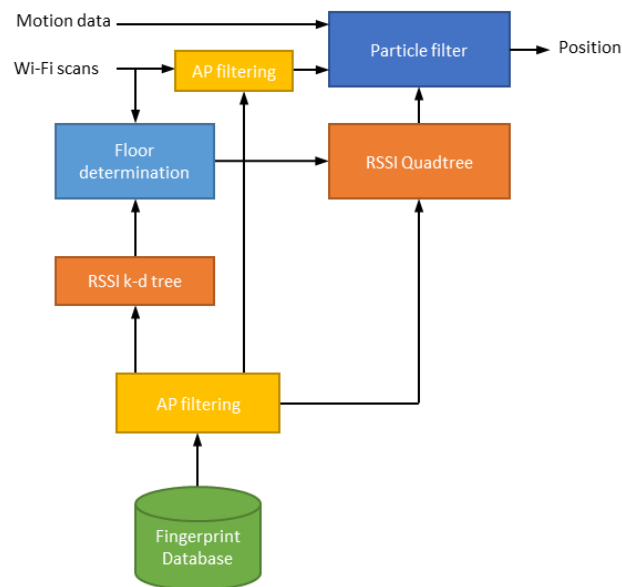 Motion data
Particle filter
Position
Wi-Fi scans
AP filtering
Floor
determination
RSSI Quadtree
RSSI k-d tree
AP filtering
Fingerprint
Database